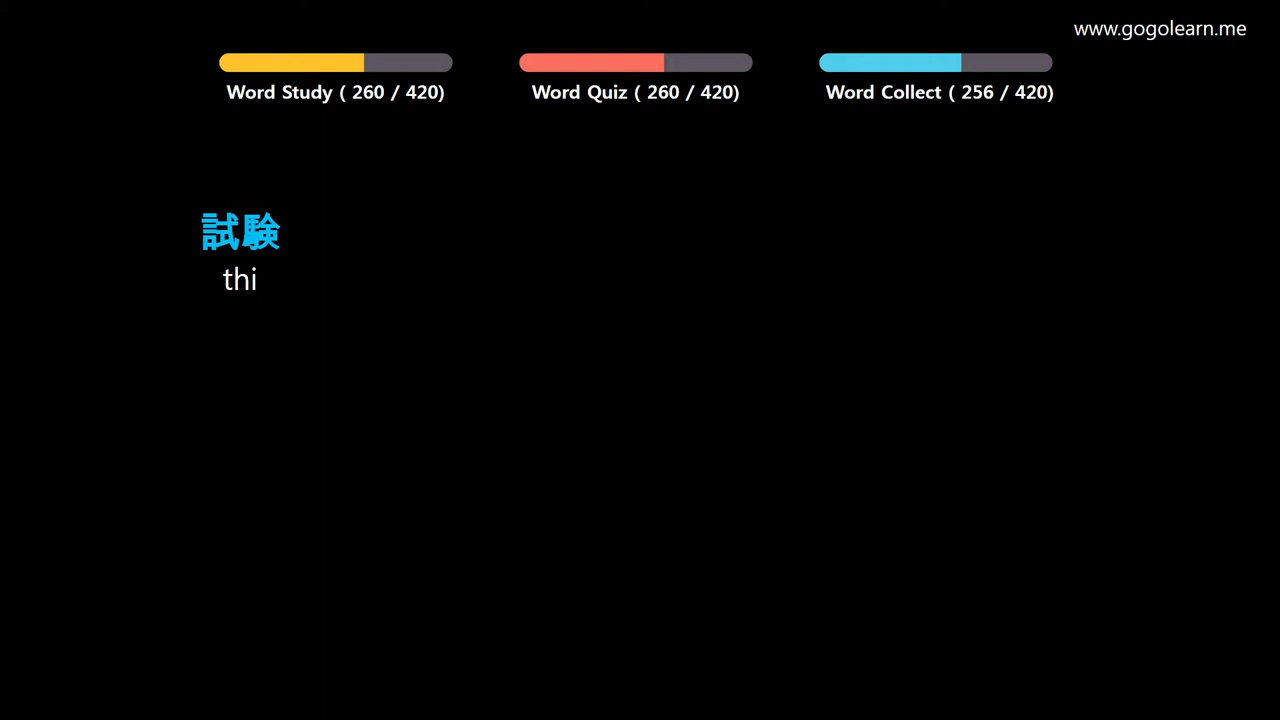 www.gogolearn.me
Word Study ( 260 / 420)
Word Quiz ( 260 / 420)
Word Collect ( 256 / 420)
試験
thi